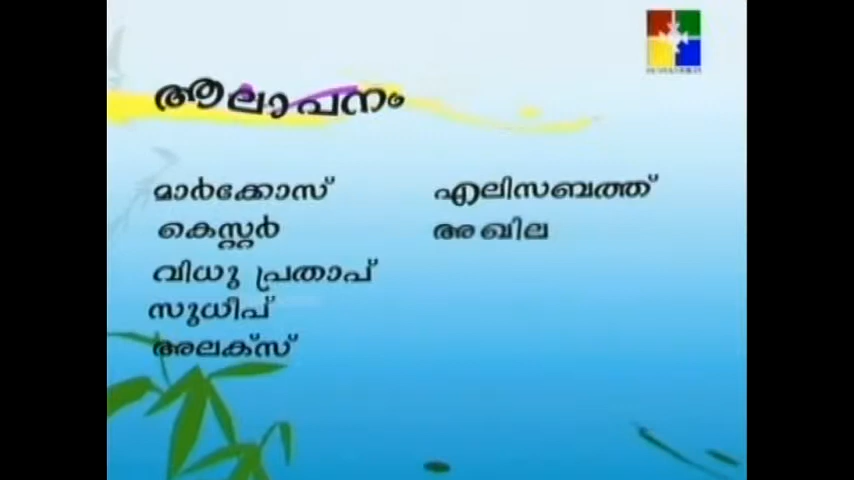 ആലാപനം
മാർക്കോസ്
കെസ്റ്റർ
വിധു പ്രതാപ്
സുധീപ്
അലക്സ്
എലിസബത്ത്
അഖില